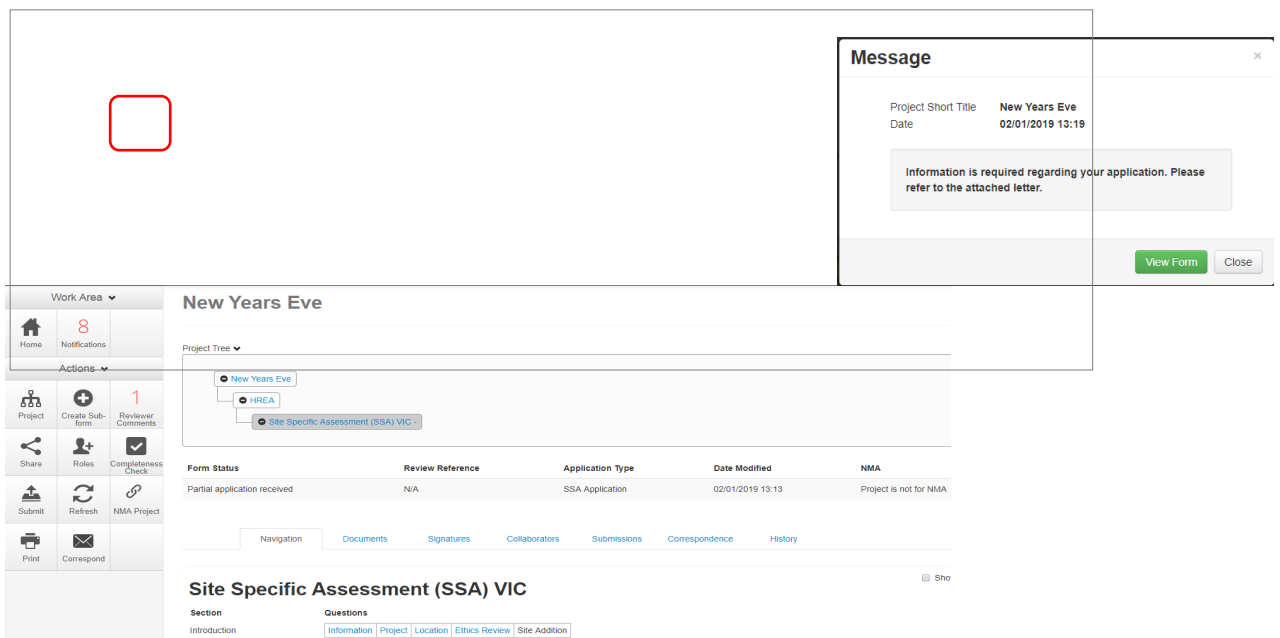 Message
×
Project Short Title New Years Eve
Date 02/01/2019 13:19
Information is required regarding your application. Please
refer to the attached letter.
View Form Close
Work Area
8
Home Notifications
Actions
1
Project Create Sub-form Reviewer Comments
Share Roles Completeness Check
Submit Refresh NMA Project
Print Correspond
New Years Eve
Project Tree
New Years Eve
HREA
Site Specific Assessment (SSA) VIC -
Form Status Review Reference Application Type Date Modified NMA
Partial application received N/A SSA Application 02/01/2019 13:13 Project is not for NMA
Navigation Documents Signatures Collaborators Submissions Correspondence History
Sho
Site Specific Assessment (SSA) VIC
Section Questions
Introduction Information Project Location Ethics Review Site Addition